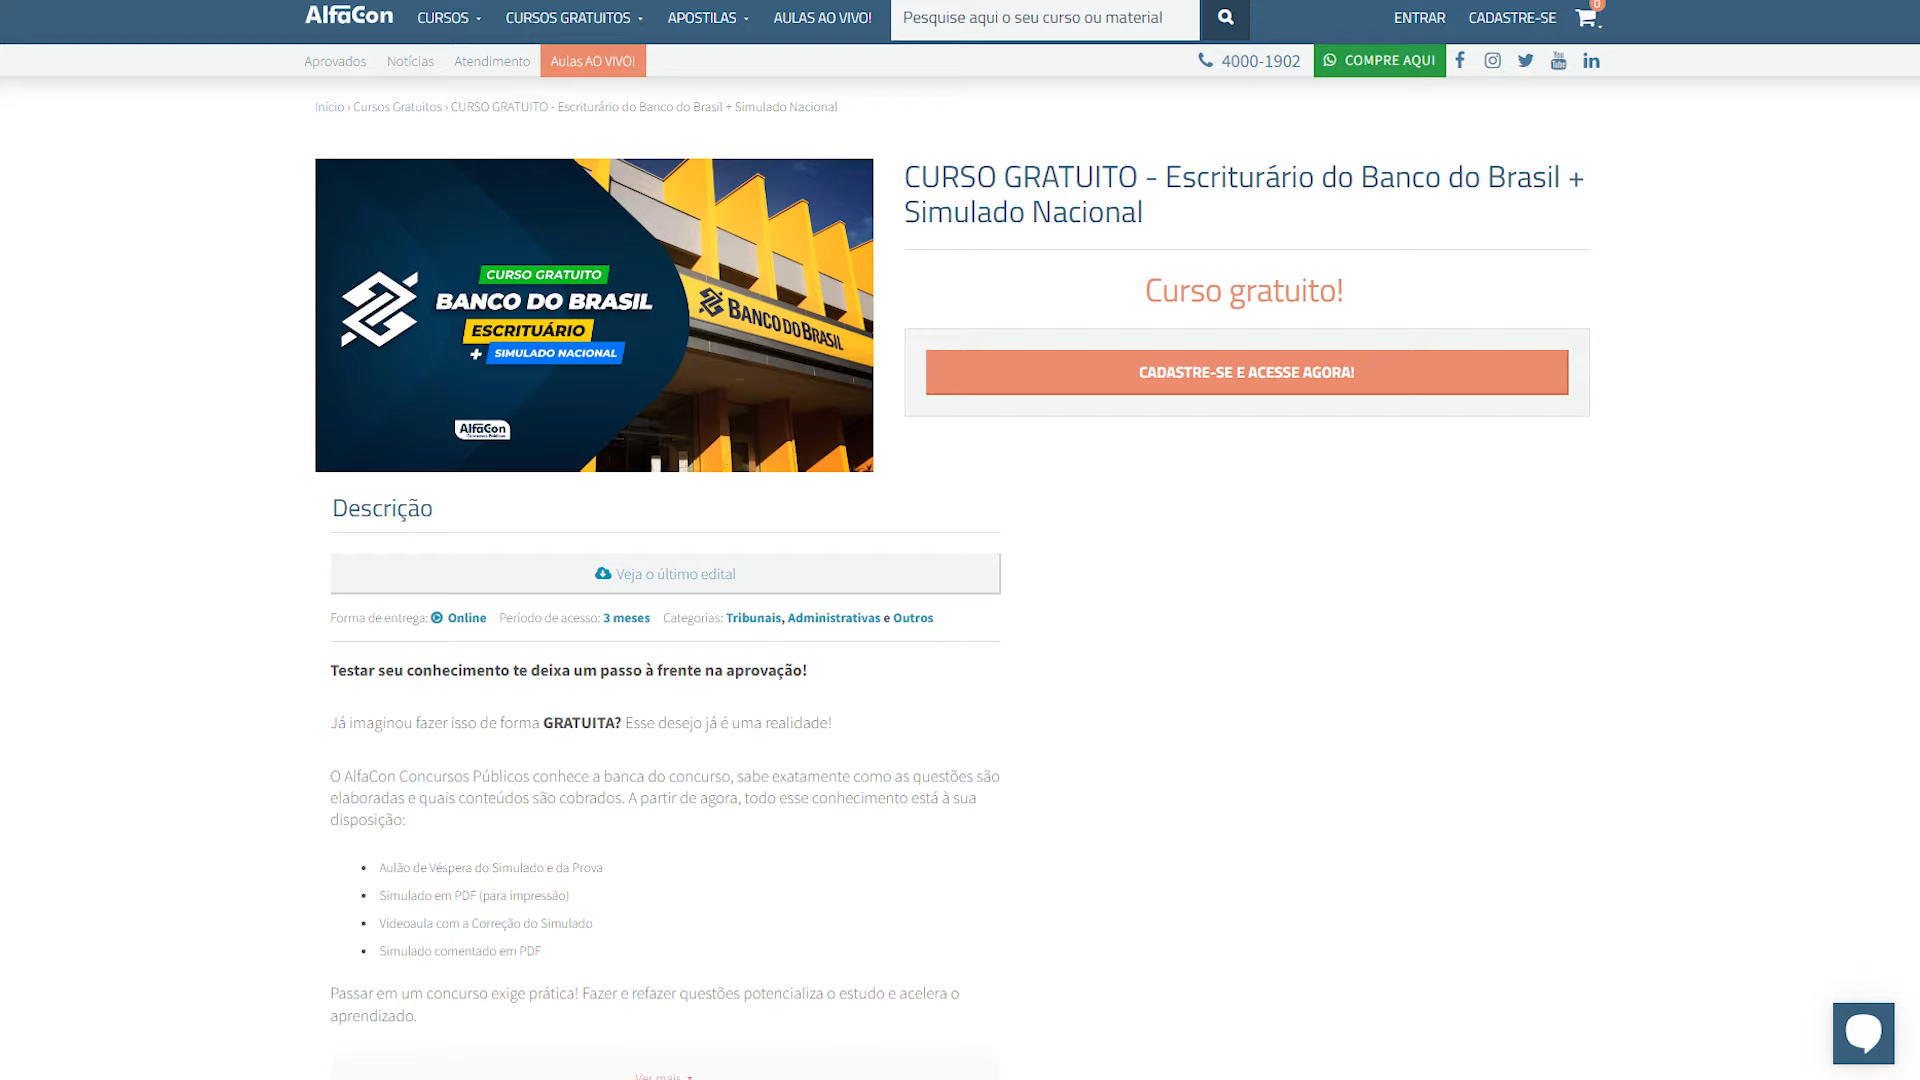 AlfaCon CURSOS CURSOS GRATUITOS APOSTILAS AULAS AO VIVO! Pesquise aqui o seu curso ou material ENTRAR CADASTRE-SE 0
Aprovados Notícias Atendimento Aulas AO VIVO! 4000-1902 COMPRE AQUI
Início › Cursos Gratuitos › CURSO GRATUITO - Escriturário do Banco do Brasil + Simulado Nacional
CURSO GRATUITO
BANCO DO BRASIL
ESCRITUÁRIO
+ SIMULADO NACIONAL
AlfaCon
Concursos Públicos
BANCO DO BRASIL
CURSO GRATUITO - Escriturário do Banco do Brasil +
Simulado Nacional
Curso gratuito!
CADASTRE-SE E ACESSE AGORA!
Descrição
Veja o último edital
Forma de entrega: Online Período de acesso: 3 meses Categorias: Tribunais, Administrativas e Outros
Testar seu conhecimento te deixa um passo à frente na aprovação!
Já imaginou fazer isso de forma GRATUITA? Esse desejo já é uma realidade!
O AlfaCon Concursos Públicos conhece a banca do concurso, sabe exatamente como as questões são
elaboradas e quais conteúdos são cobrados. A partir de agora, todo esse conhecimento está à sua
disposição:
• Aulão de Véspera do Simulado e da Prova
• Simulado em PDF (para impressão)
• Videoaula com a Correção do Simulado
• Simulado comentado em PDF
Passar em um concurso exige prática! Fazer e refazer questões potencializa o estudo e acelera o
aprendizado.
Ver mais